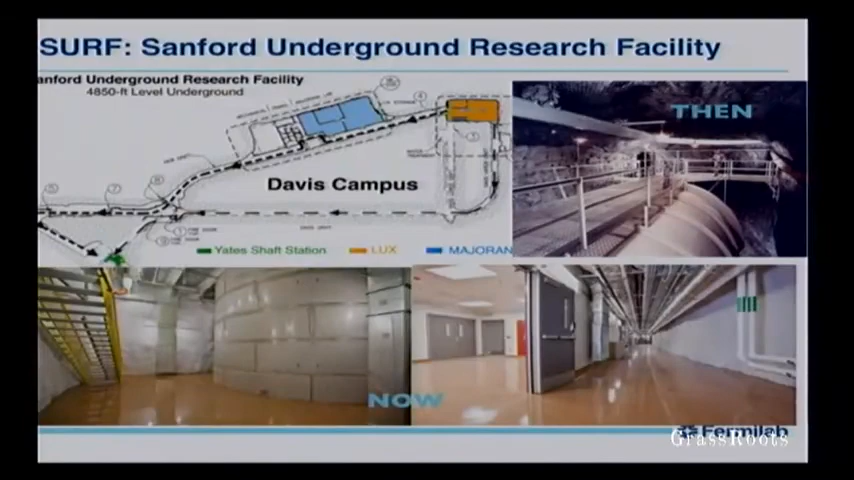 SURF: Sanford Underground Research Facility
anford Underground Research Facility
4850-ft Level Underground
THEN
Davis Campus
Yates Shaft Station
LUX
MAJORAN
NOW
Fermilab
GrassRoots